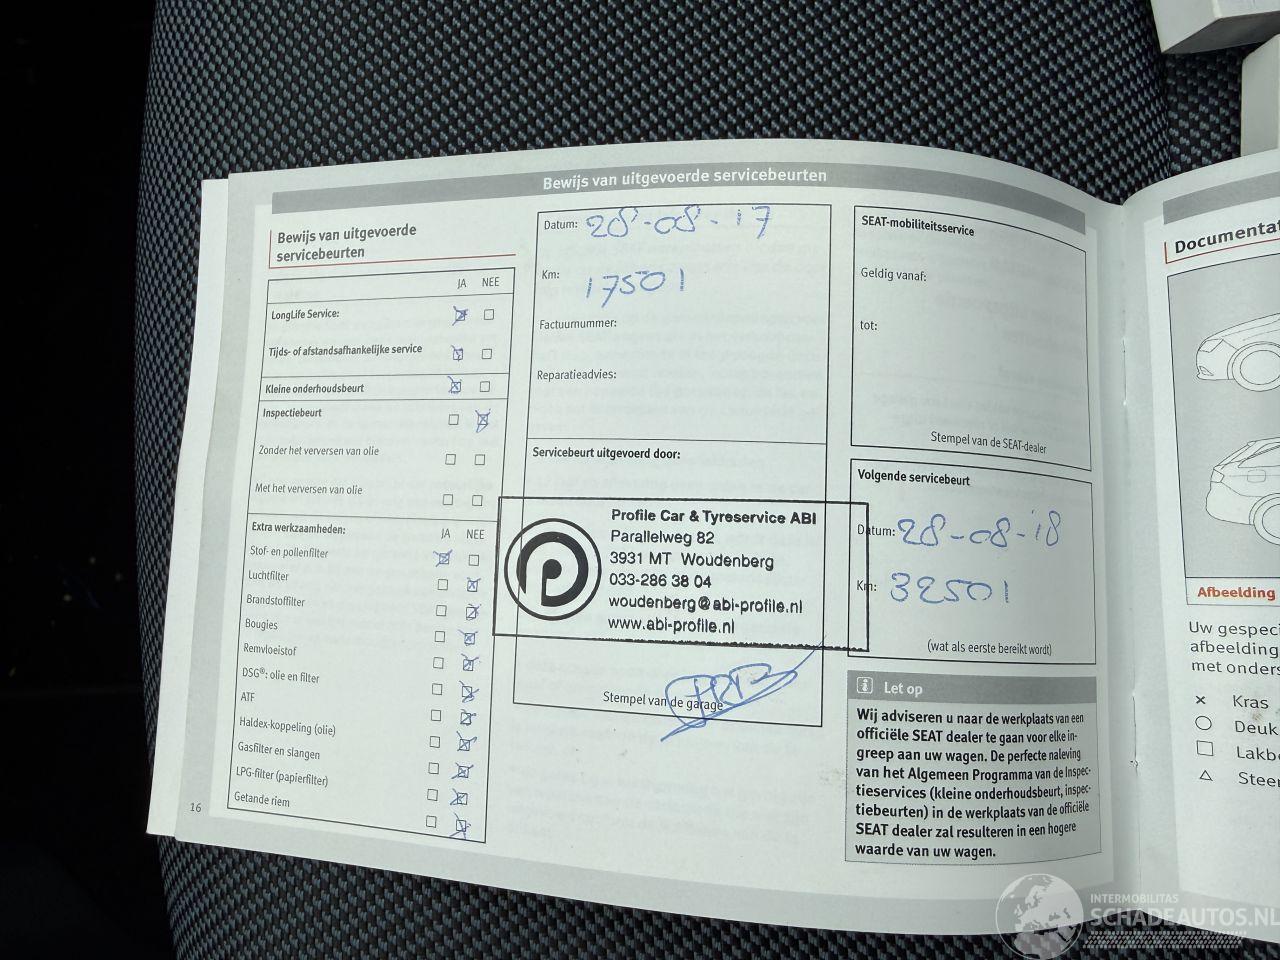 Bewijs van uitgevoerde servicebeurten
Bewijs van uitgevoerde
servicebeurten
JA NEE
LongLife Service:
Tijds- of afstandsafhankelijke service
Kleine onderhoudsbeurt
Inspectiebeurt
Zonder het verversen van olie
Met het verversen van olie
Extra werkzaamheden: JA NEE
Stof- en pollenfilter
Luchtfilter
Brandstoffilter
Bougies
Remvloeistof
DSG®: olie en filter
ATF
Haldex-koppeling (olie)
Gasfilter en slangen
LPG-filter (papierfilter)
Getande riem
16
Datum: 28-08-17
Km: 17501
Factuurnummer:
Reparatieadvies:
Servicebeurt uitgevoerd door:
Profile Car & Tyreservice ABI
Parallelweg 82
3931 MT Woudenberg
033-286 38 04
woudenberg@abi-profile.nl
www.abi-profile.nl
Stempel van de garage
SEAT-mobiliteitsservice
Geldig vanaf:
tot:
Stempel van de SEAT-dealer
Volgende servicebeurt
Datum: 28-08-18
Km: 32501
(wat als eerste bereikt wordt)
Let op
Wij adviseren u naar de werkplaats van een
officiële SEAT dealer te gaan voor elke in-
greep aan uw wagen. De perfecte naleving
van het Algemeen Programma van de Inspec-
tieservices (kleine onderhoudsbeurt, inspec-
tiebeurten) in de werkplaats van de officiële
SEAT dealer zal resulteren in een hogere
waarde van uw wagen.
Documentat
Afbeelding
Uw gespeci
afbeelding
met onders
Kras
Deuk
Lakb
Steen
INTERMOBILITAS
SCHADEAUTOS.NL